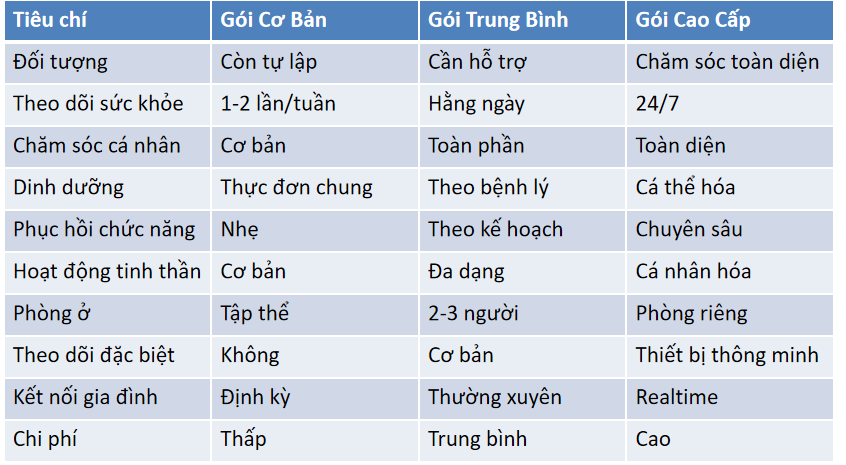 Tiêu chí Gói Cơ Bản Gói Trung Bình Gói Cao Cấp
Đối tượng Còn tự lập Cần hỗ trợ Chăm sóc toàn diện
Theo dõi sức khỏe 1-2 lần/tuần Hằng ngày 24/7
Chăm sóc cá nhân Cơ bản Toàn phần Toàn diện
Dinh dưỡng Thực đơn chung Theo bệnh lý Cá thể hóa
Phục hồi chức năng Nhẹ Theo kế hoạch Chuyên sâu
Hoạt động tinh thần Cơ bản Đa dạng Cá nhân hóa
Phòng ở Tập thể 2-3 người Phòng riêng
Theo dõi đặc biệt Không Cơ bản Thiết bị thông minh
Kết nối gia đình Định kỳ Thường xuyên Realtime
Chi phí Thấp Trung bình Cao